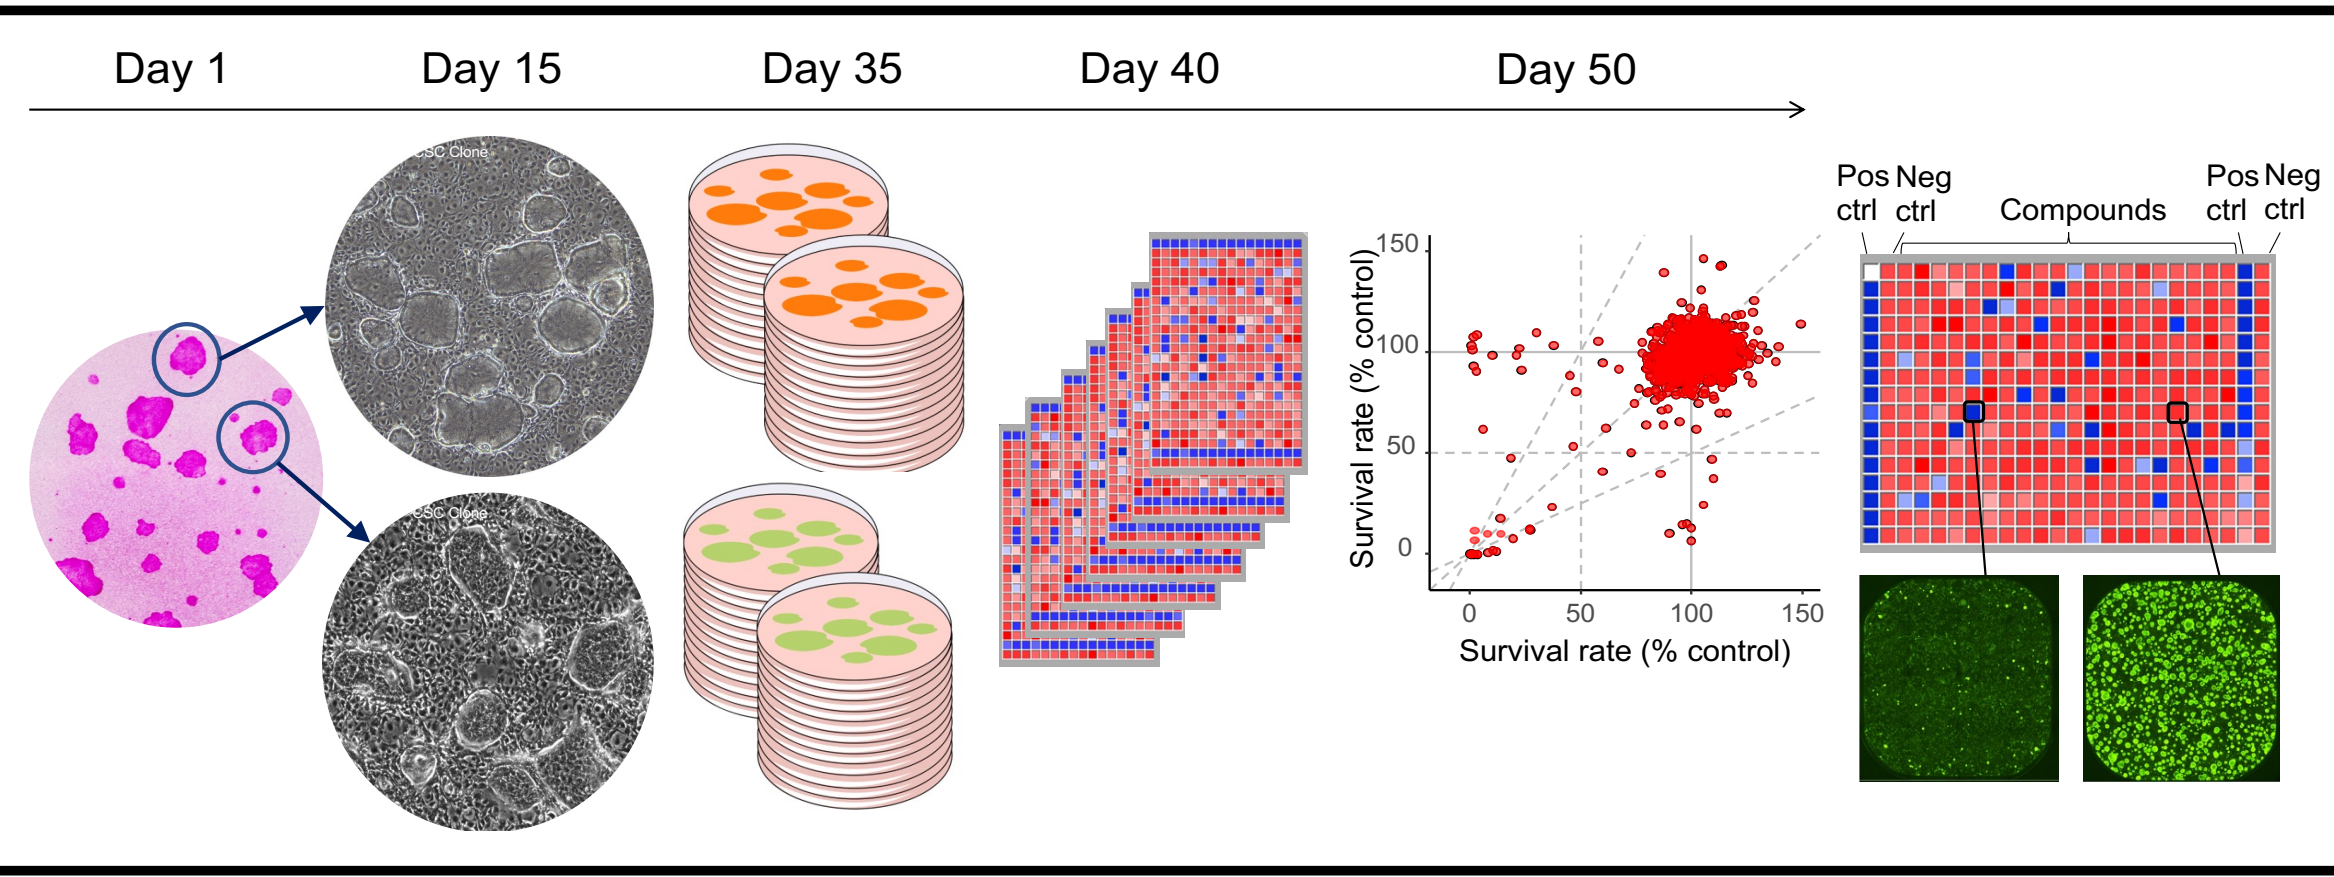 Day 1
Day 15
Day 35
Day 40
Day 50
CSC Clone
CSC Clone
Pos Neg
ctrl ctrl
Compounds
Pos Neg
ctrl ctrl
Survival rate (% control)
150
100
50
0
0
50
100
150
Survival rate (% control)